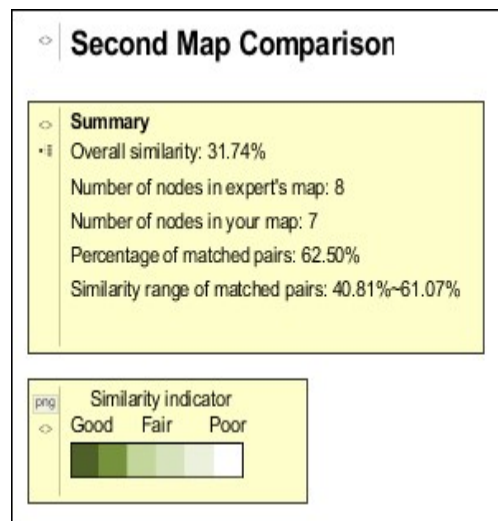 Second Map Comparison
Summary
Overall similarity: 31.74%
Number of nodes in expert's map: 8
Number of nodes in your map: 7
Percentage of matched pairs: 62.50%
Similarity range of matched pairs: 40.81%~61.07%
png
Similarity indicator
Good Fair Poor